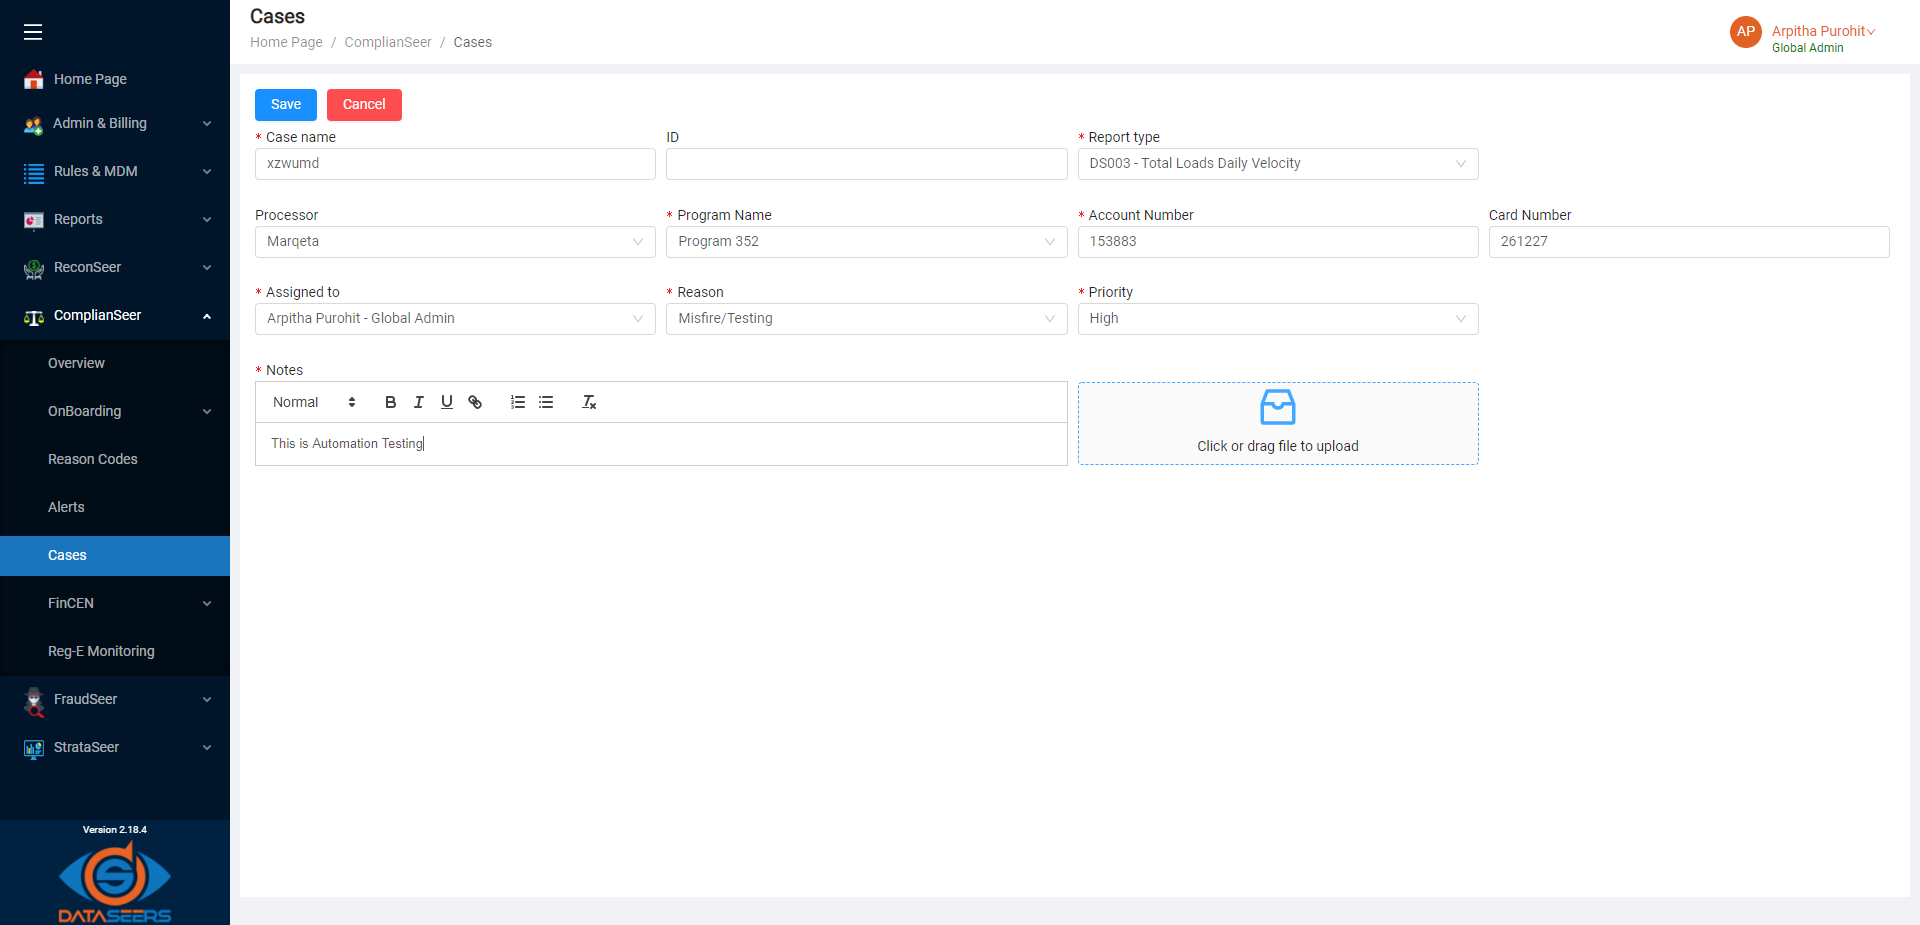 Cases
Home Page / ComplianSeer / Cases
AP
Arpitha Purohit
Global Admin
Home Page
Admin & Billing
Rules & MDM
Reports
ReconSeer
ComplianSeer
Overview
OnBoarding
Reason Codes
Alerts
Cases
FinCEN
Reg-E Monitoring
FraudSeer
StrataSeer
Version 2.18.4
DATASEERS
Save Cancel
* Case name ID * Report type
xzwumd DS003 - Total Loads Daily Velocity
Processor * Program Name * Account Number Card Number
Marqeta Program 352 153883 261227
* Assigned to * Reason * Priority
Arpitha Purohit - Global Admin Misfire/Testing High
* Notes
Normal B I U
This is Automation Testing
Click or drag file to upload